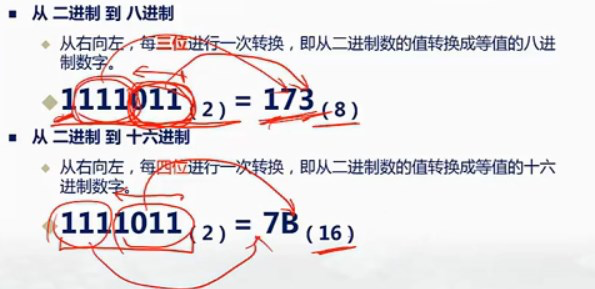 从 二进制 到 八进制
从右向左，每三位进行一次转换，即从二进制数的值转换成等值的八进
制数字。
1111011（2）= 173（8）
从 二进制 到 十六进制
从右向左，每四位进行一次转换，即从二进制数的值转换成等值的十六
进制数字。
1111011（2）= 7B（16）